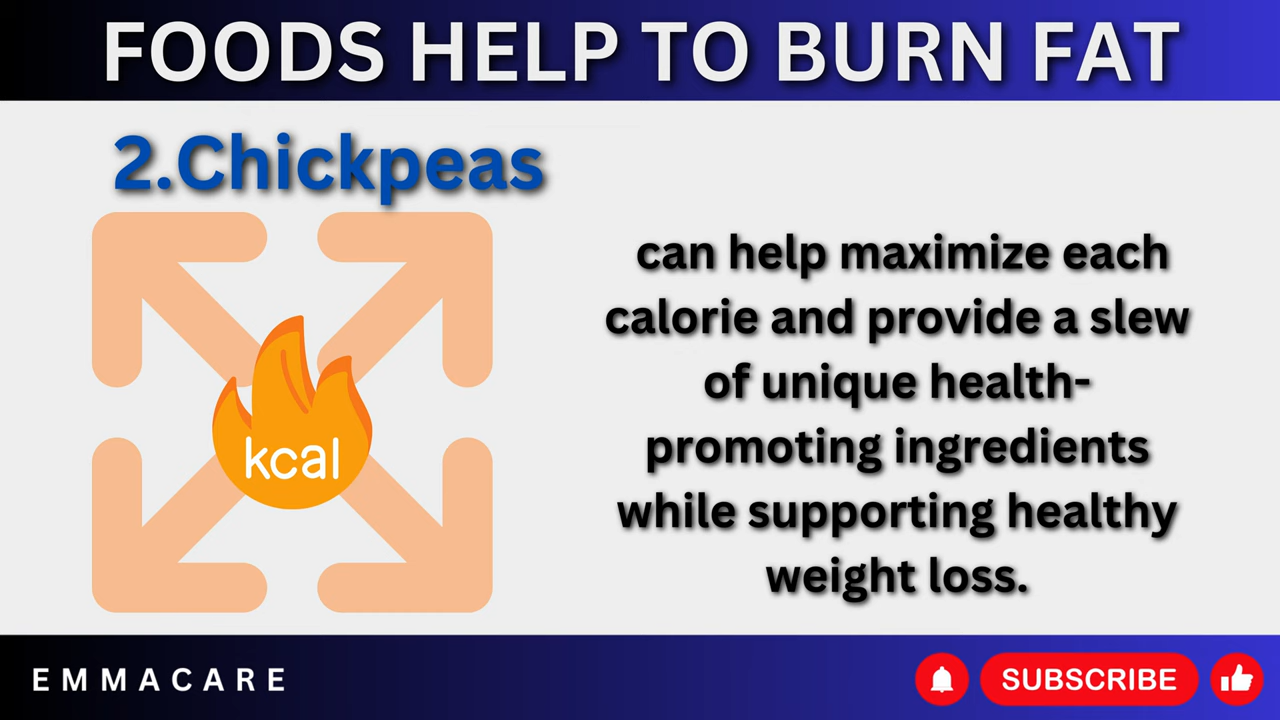 FOODS HELP TO BURN FAT
2.Chickpeas
kcal
can help maximize each
calorie and provide a slew
of unique health-
promoting ingredients
while supporting healthy
weight loss.
EMMACARE
SUBSCRIBE